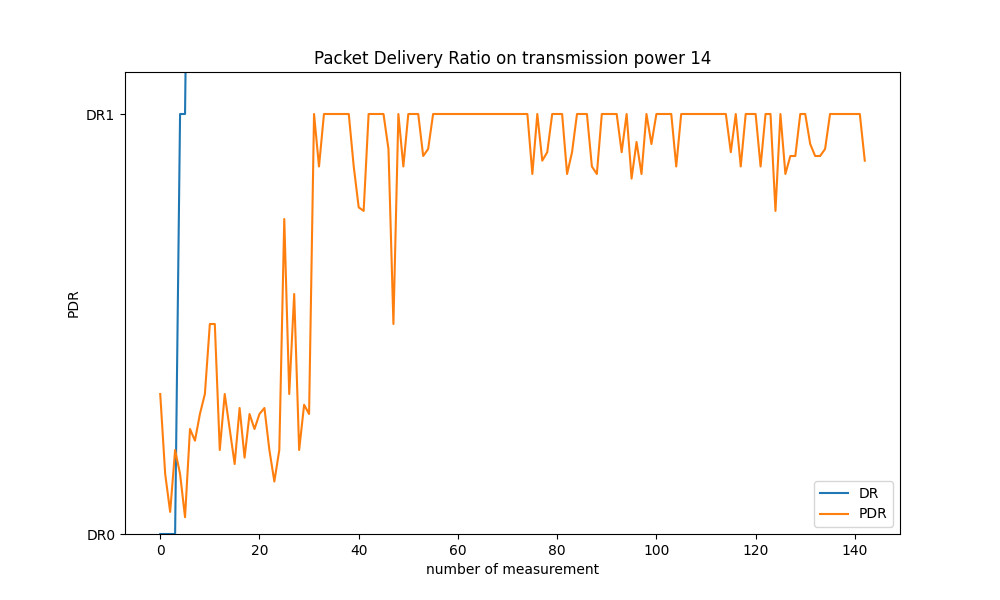 Packet Delivery Ratio on transmission power 14
PDR
DR1
DR0
0 20 40 60 80 100 120 140
number of measurement
DR
PDR